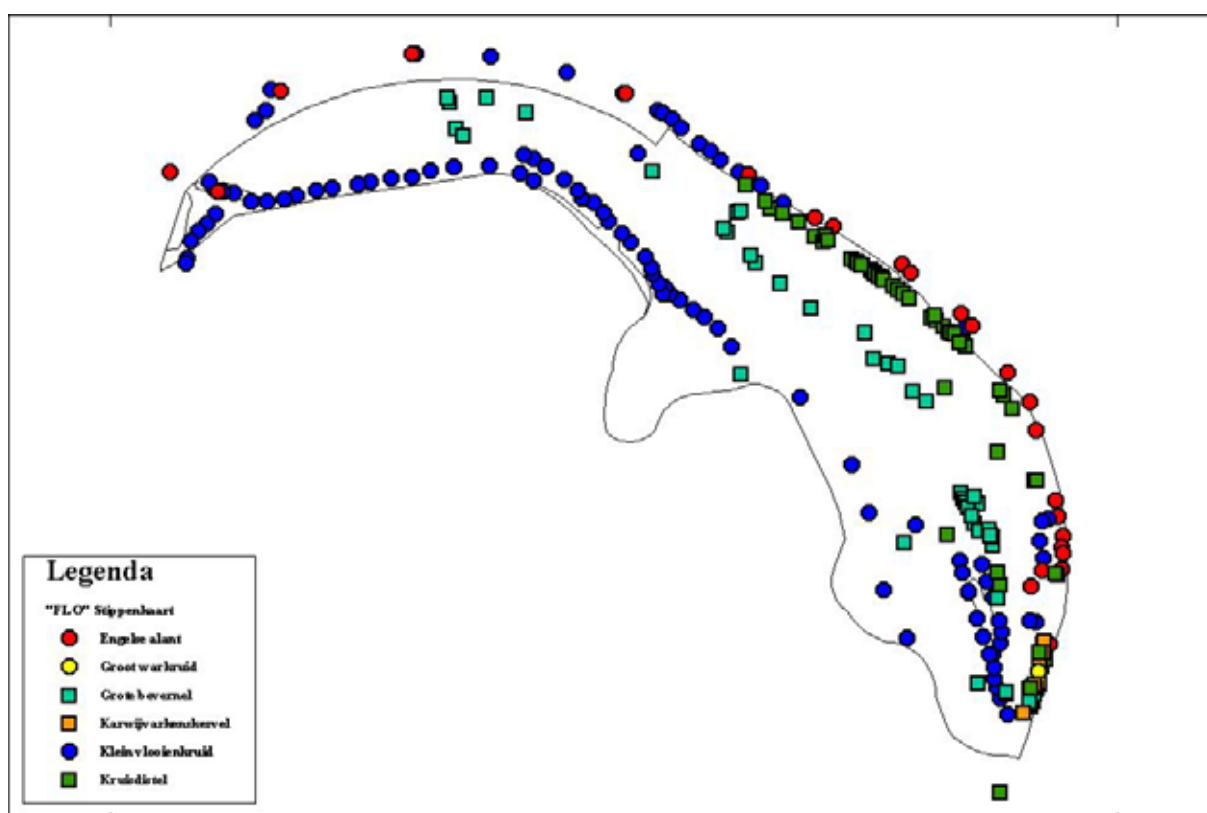 Legenda
"FLO" Stippenkaart
Engelse alant
Groot warkruid
Grote bevernel
Karwijvarkenskervel
Klein vlooienkruid
Kruisdistel